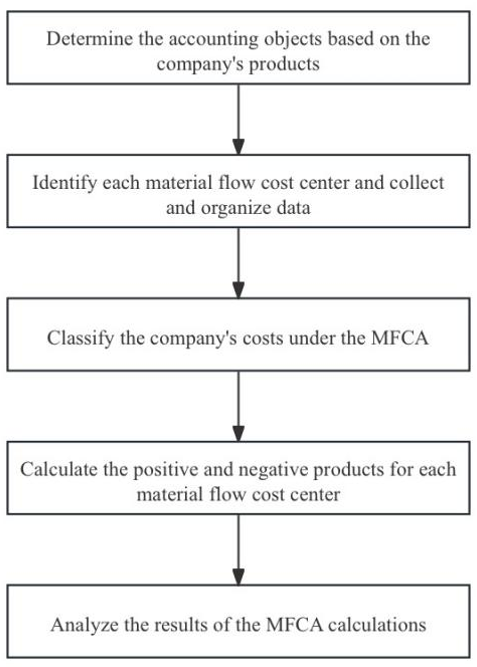 Determine the accounting objects based on the
company's products
Identify each material flow cost center and collect
and organize data
Classify the company's costs under the MFCA
Calculate the positive and negative products for each
material flow cost center
Analyze the results of the MFCA calculations